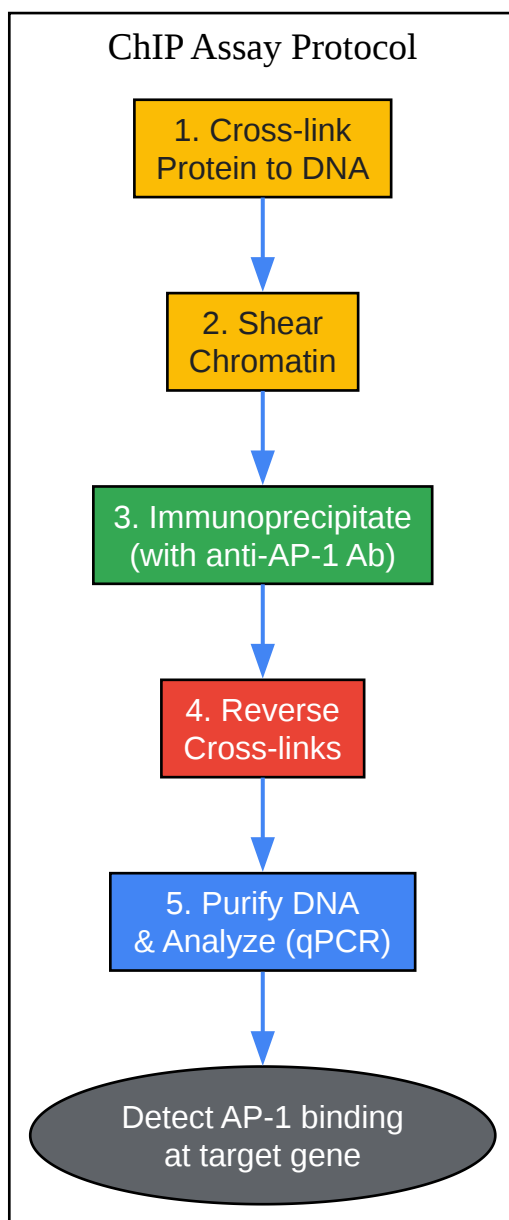 ChIP Assay Protocol
1. Cross-link
Protein to DNA
2. Shear
Chromatin
3. Immunoprecipitate
(with anti-AP-1 Ab)
4. Reverse
Cross-links
5. Purify DNA
& Analyze (qPCR)
Detect AP-1 binding
at target gene